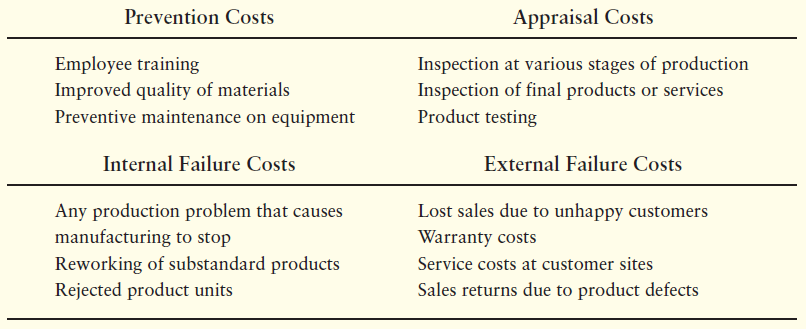 Prevention Costs
Appraisal Costs
Employee training
Improved quality of materials
Preventive maintenance on equipment
Inspection at various stages of production
Inspection of final products or services
Product testing
Internal Failure Costs
External Failure Costs
Any production problem that causes
manufacturing to stop
Reworking of substandard products
Rejected product units
Lost sales due to unhappy customers
Warranty costs
Service costs at customer sites
Sales returns due to product defects